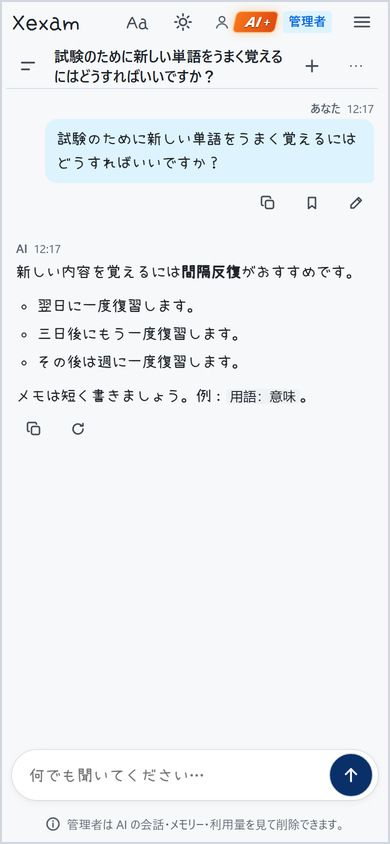 Xexam Aa AI+ 管理者
試験のために新しい単語をうまく覚える
にはどうすればいいですか？
あなた 12:17
試験のために新しい単語をうまく覚えるには
どうすればいいですか？
AI 12:17
新しい内容を覚えるには間隔反復がおすすめです。
翌日に一度復習します。
三日後にもう一度復習します。
その後は週に一度復習します。
メモは短く書きましょう。例：用語: 意味。
何でも聞いてください…
管理者は AI の会話・メモリー・利用量を見て削除できます。